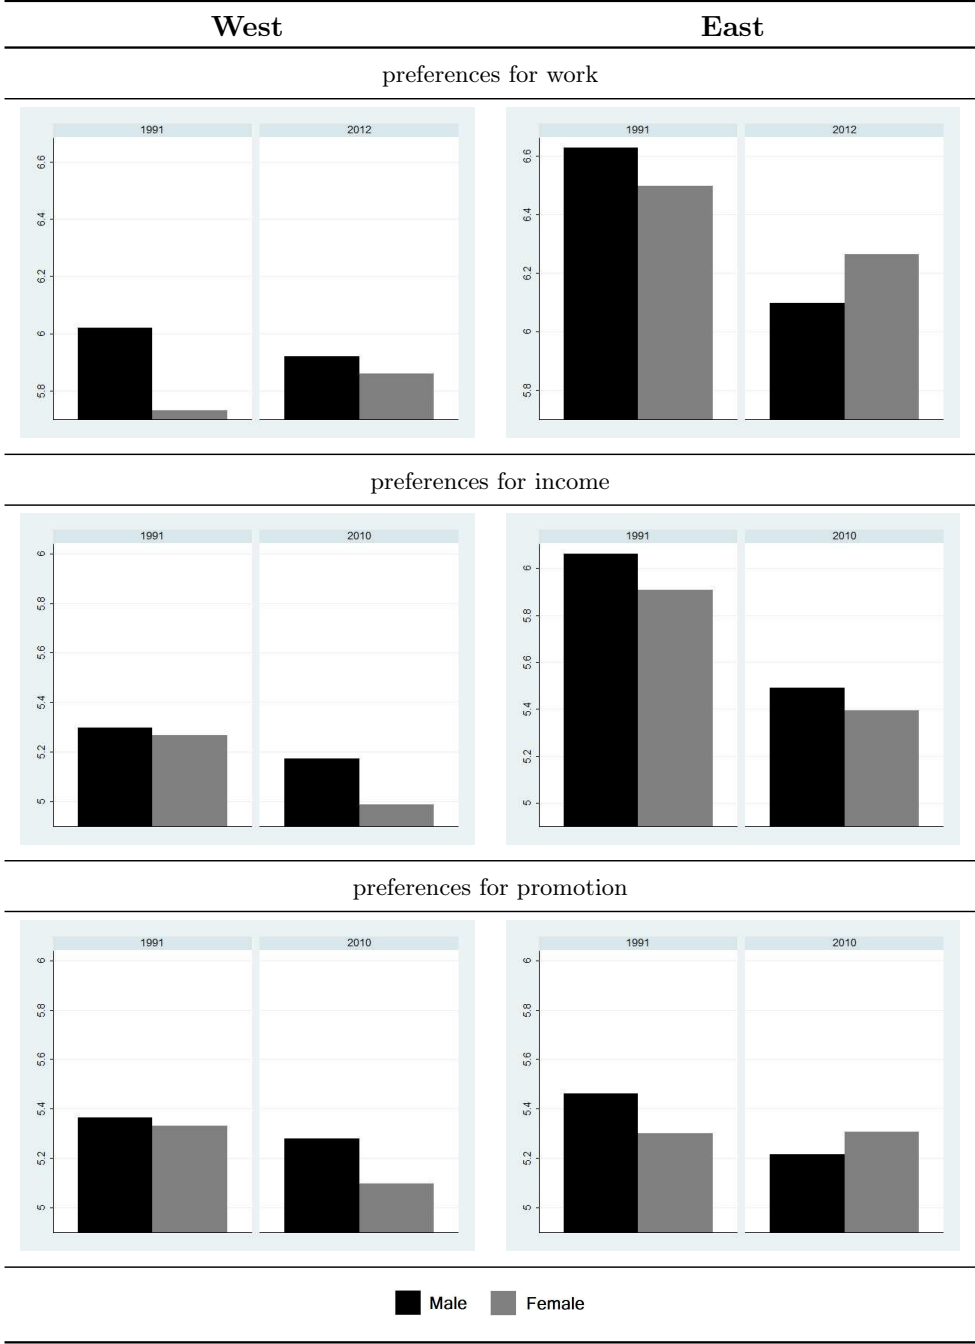 West East
preferences for work
1991 2012 1991 2012
6.6 6.6
6.4 6.4
6.2 6.2
6 6
5.8 5.8
preferences for income
1991 2010 1991 2010
6 6
5.8 5.8
5.6 5.6
5.4 5.4
5.2 5.2
5 5
preferences for promotion
1991 2010 1991 2010
6 6
5.8 5.8
5.6 5.6
5.4 5.4
5.2 5.2
5 5
Male Female